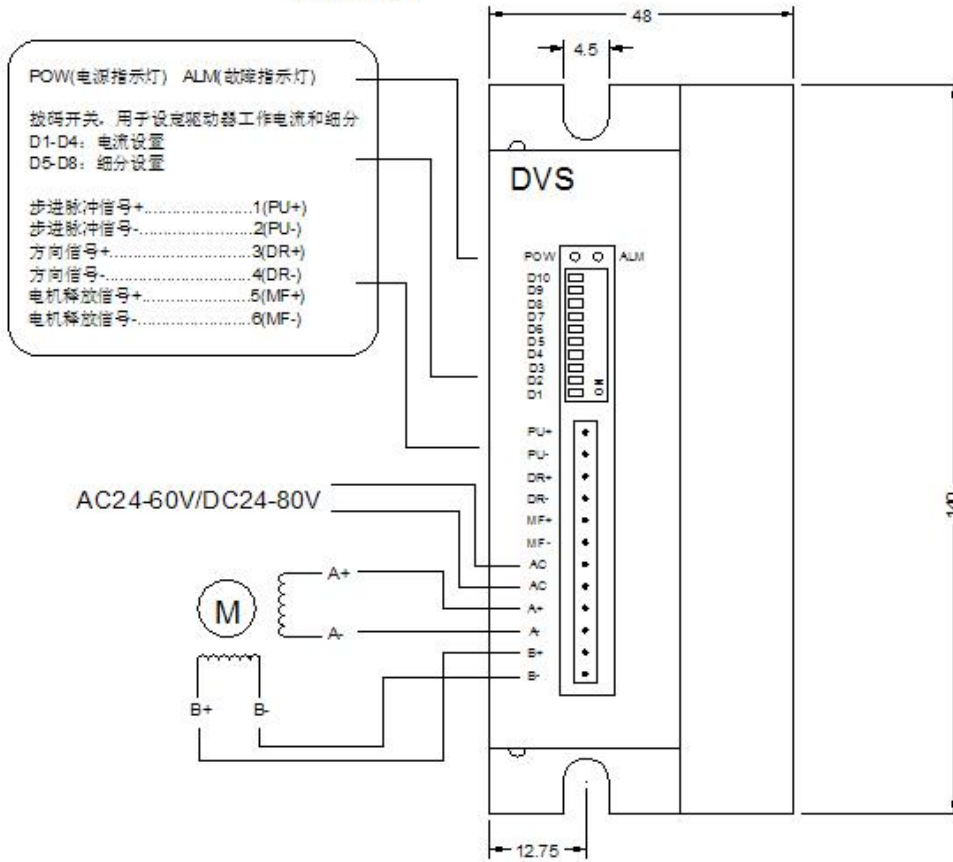 48
4.5
POW(电源指示灯) ALM(故障指示灯)
拨码开关，用于设定驱动器工作电流和细分
D1-D4：电流设置
D5-D8：细分设置
步进脉冲信号+......................1(PU+)
步进脉冲信号-.......................2(PU-)
方向信号+.............................3(DR+)
方向信号-..............................4(DR-)
电机释放信号+......................5(MF+)
电机释放信号-.......................6(MF-)
DVS
POW
ALM
D10
D9
D8
D7
D6
D5
D4
D3
D2
D1
ON
PU+
PU-
DR+
DR-
MF+
MF-
AC
AC
A+
A-
B+
B-
AC24-60V/DC24-80V
M
A+
A-
B+
B-
12.75